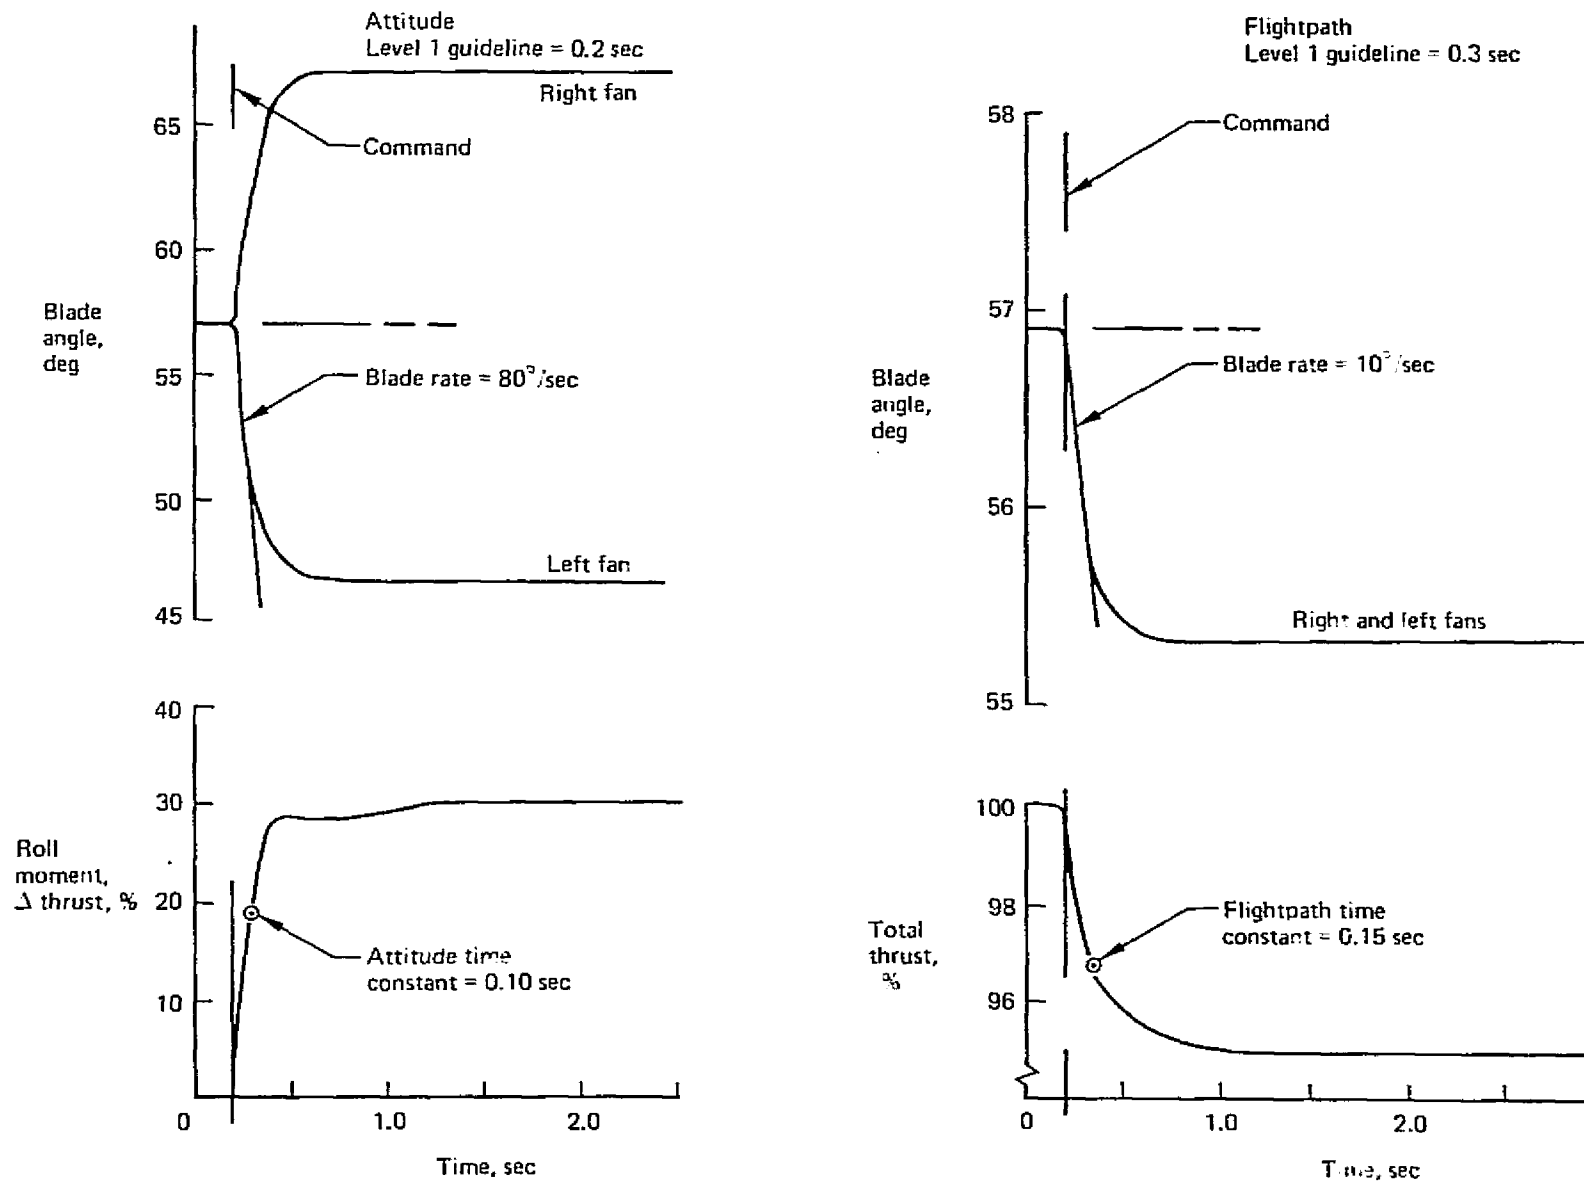 Attitude
Level 1 guideline = 0.2 sec
Right fan
Command
65
60
Blade
angle,
deg
55
Blade rate = 80°/sec
50
Left fan
45
40
30
Roll
moment,
Δ thrust, %
20
Attitude time
constant = 0.10 sec
10
0
1.0
2.0
Time, sec
Flightpath
Level 1 guideline = 0.3 sec
58
Command
57
Blade rate = 10°/sec
Blade
angle,
deg
56
Right and left fans
55
100
98
Flightpath time
constant = 0.15 sec
Total
thrust,
%
96
0
1.0
2.0
Time, sec